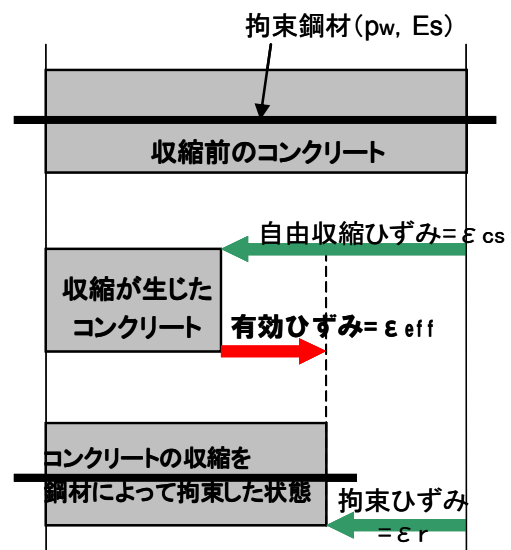 拘束鋼材(pw, Es)
収縮前のコンクリート
自由収縮ひずみ=εcs
収縮が生じた
コンクリート
有効ひずみ=εeff
コンクリートの収縮を
鋼材によって拘束した状態
拘束ひずみ
=εr